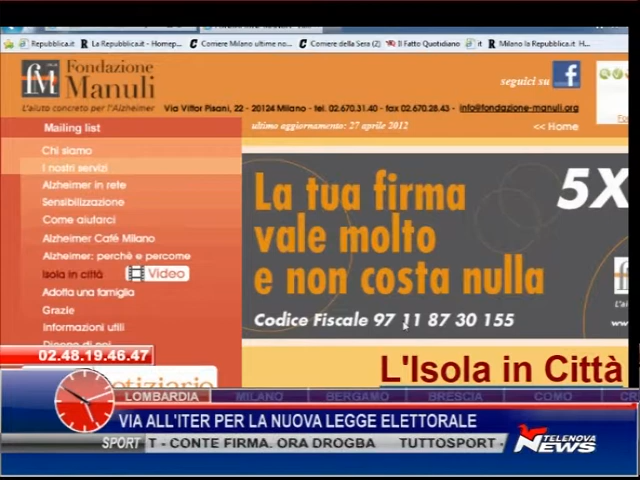 Repubblica.it
La Repubblica.it - Homep...
Corriere Milano ultime no...
Corriere della Sera (2)
Il Fatto Quotidiano
it
Milano la Repubblica.it H...
fM
Fondazione
Manuli
L'aiuto concreto per l'Alzheimer
Via Vittor Pisani, 22 - 20124 Milano - tel. 02.670.31.40 - fax 02.670.28.43 - info@fondazione-manuli.org
seguici su f
ultimo aggiornamento: 27 aprile 2012
<< Home
Mailing list
Chi siamo
I nostri servizi
Alzheimer in rete
Sensibilizzazione
Come aiutarci
Alzheimer Café Milano
Alzheimer: perchè e percome
Isola in città
Video
Adotta una famiglia
Grazie
Informazioni utili
Dicono di noi
La tua firma
vale molto
e non costa nulla
Codice Fiscale 97 11 87 30 155
5X
02.48.19.46.47
L'Isola in Città
LOMBARDIA MILANO BERGAMO BRESCIA COMO CR
VIA ALL'ITER PER LA NUOVA LEGGE ELETTORALE
SPORT T - CONTE FIRMA. ORA DROGBA TUTTOSPORT -
TELENOVA
NEWS